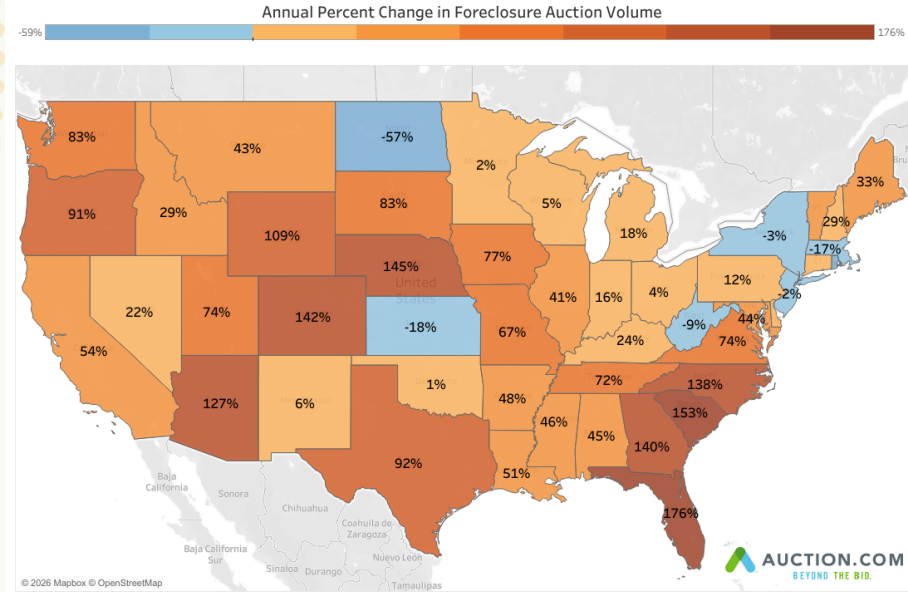 Annual Percent Change in Foreclosure Auction Volume
-59%
176%
83%
43%
-57%
2%
33%
91%
29%
83%
5%
29%
109%
18%
-3%
-17%
145%
77%
United
States
12%
-2%
22%
74%
142%
-18%
41%
16%
4%
44%
54%
67%
24%
-9%
74%
127%
6%
1%
48%
72%
138%
153%
92%
46%
45%
140%
51%
176%
Baja
California
Sonora
Chihuahua
Coahuila de
Zaragoza
Baja California
Sur
Nuevo León
Sinaloa
Durango
Tamaulipas
AUCTION.COM
BEYOND THE BID.
© 2026 Mapbox © OpenStreetMap